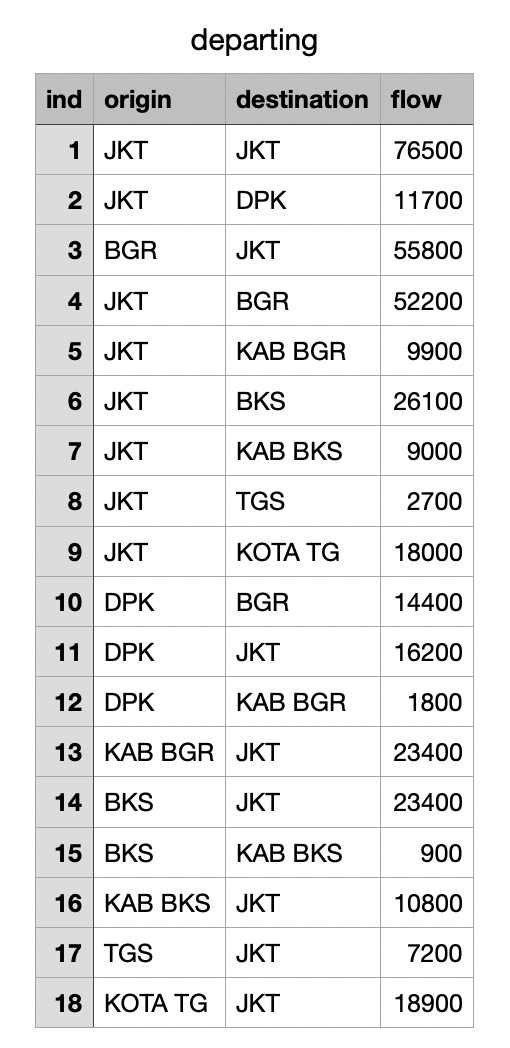 departing
ind origin destination flow
1 JKT JKT 76500
2 JKT DPK 11700
3 BGR JKT 55800
4 JKT BGR 52200
5 JKT KAB BGR 9900
6 JKT BKS 26100
7 JKT KAB BKS 9000
8 JKT TGS 2700
9 JKT KOTA TG 18000
10 DPK BGR 14400
11 DPK JKT 16200
12 DPK KAB BGR 1800
13 KAB BGR JKT 23400
14 BKS JKT 23400
15 BKS KAB BKS 900
16 KAB BKS JKT 10800
17 TGS JKT 7200
18 KOTA TG JKT 18900